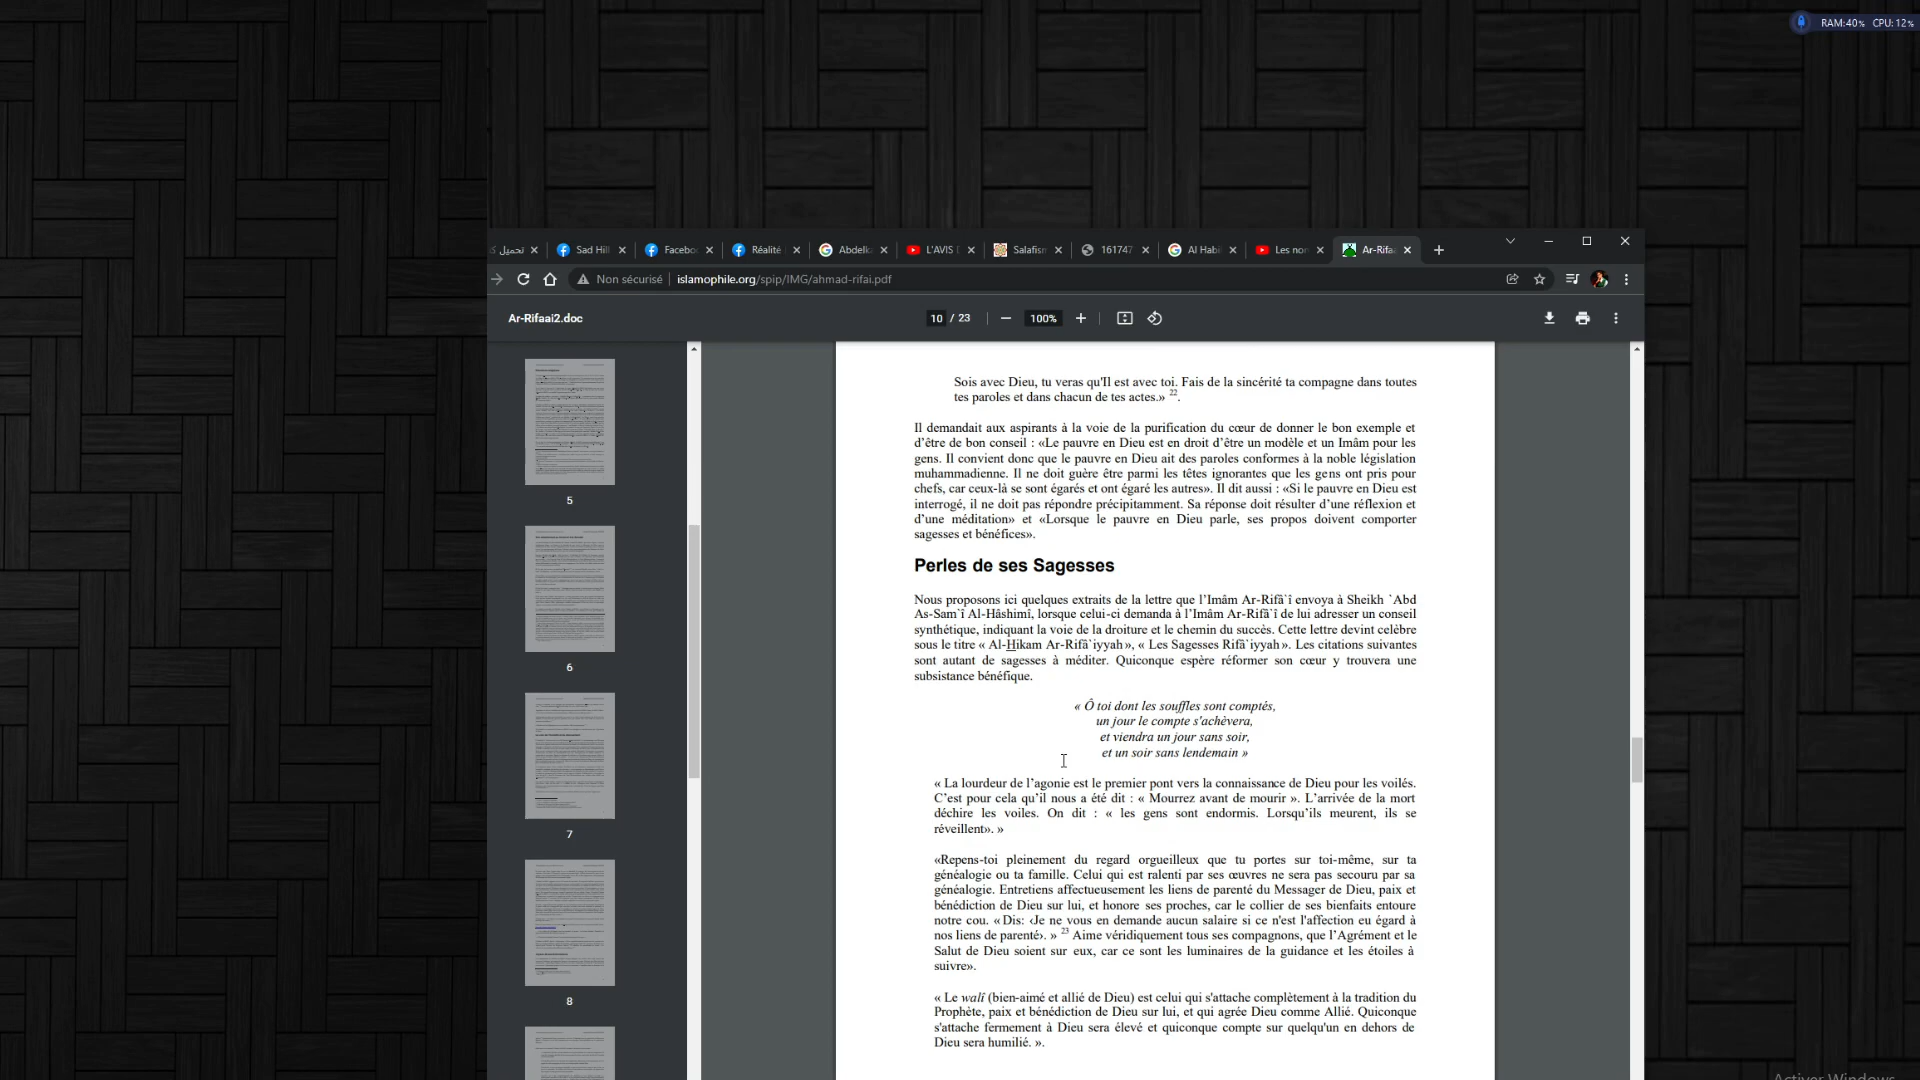 RAM:40% CPU:12%
تحميل ك
Sad Hill
Facebo
Réalité
Abdelk
L'AVIS
Salafism
161747
Al Habi
Les non
Ar-Rifa
Non sécurisé
islamophile.org/spip/IMG/ahmad-rifai.pdf
Ar-Rifaai2.doc
10 / 23
100%
5
6
7
8
Sois avec Dieu, tu veras qu'Il est avec toi. Fais de la sincérité ta compagne dans toutes
tes paroles et dans chacun de tes actes.» 22.
Il demandait aux aspirants à la voie de la purification du cœur de donner le bon exemple et
d’être de bon conseil : «Le pauvre en Dieu est en droit d’être un modèle et un Imâm pour les
gens. Il convient donc que le pauvre en Dieu ait des paroles conformes à la noble législation
muhammadienne. Il ne doit guère être parmi les têtes ignorantes que les gens ont pris pour
chefs, car ceux-là se sont égarés et ont égaré les autres». Il dit aussi : «Si le pauvre en Dieu est
interrogé, il ne doit pas répondre précipitamment. Sa réponse doit résulter d’une réflexion et
d’une méditation» et «Lorsque le pauvre en Dieu parle, ses propos doivent comporter
sagesses et bénéfices».
Perles de ses Sagesses
Nous proposons ici quelques extraits de la lettre que l’Imâm Ar-Rifâ`î envoya à Sheikh `Abd
As-Sam`î Al-Hâshimî, lorsque celui-ci demanda à l’Imâm Ar-Rifâ`î de lui adresser un conseil
synthétique, indiquant la voie de la droiture et le chemin du succès. Cette lettre devint celèbre
sous le titre « Al-Hikam Ar-Rifâ`iyyah», « Les Sagesses Rifâ`iyah». Les citations suivantes
sont autant de sagesses à méditer. Quiconque espère réformer son cœur y trouvera une
subsistance bénéfique.
« Ô toi dont les souffles sont comptés,
un jour le compte s'achèvera,
et viendra un jour sans soir,
et un soir sans lendemain »
« La lourdeur de l’agonie est le premier pont vers la connaissance de Dieu pour les voilés.
C’est pour cela qu’il nous a été dit : « Mourrez avant de mourir ». L’arrivée de la mort
déchire les voiles. On dit : « les gens sont endormis. Lorsqu’ils meurent, ils se
réveillent». »
«Repens-toi pleinement du regard orgueilleux que tu portes sur toi-même, sur ta
généalogie ou ta famille. Celui qui est ralenti par ses œuvres ne sera pas secouru par sa
généalogie. Entretiens affectueusement les liens de parenté du Messager de Dieu, paix et
bénédiction de Dieu sur lui, et honore ses proches, car le collier de ses bienfaits entoure
notre cou. «Dis: ‹Je ne vous en demande aucun salaire si ce n'est l'affection eu égard à
nos liens de parenté›. » 23 Aime véridiquement tous ses compagnons, que l’Agrément et le
Salut de Dieu soient sur eux, car ce sont les luminaires de la guidance et les étoiles à
suivre».
« Le walî (bien-aimé et allié de Dieu) est celui qui s'attache complètement à la tradition du
Prophète, paix et bénédiction de Dieu sur lui, et qui agrée Dieu comme Allié. Quiconque
s'attache fermement à Dieu sera élevé et quiconque compte sur quelqu'un en dehors de
Dieu sera humilié. ».
Activer Windows